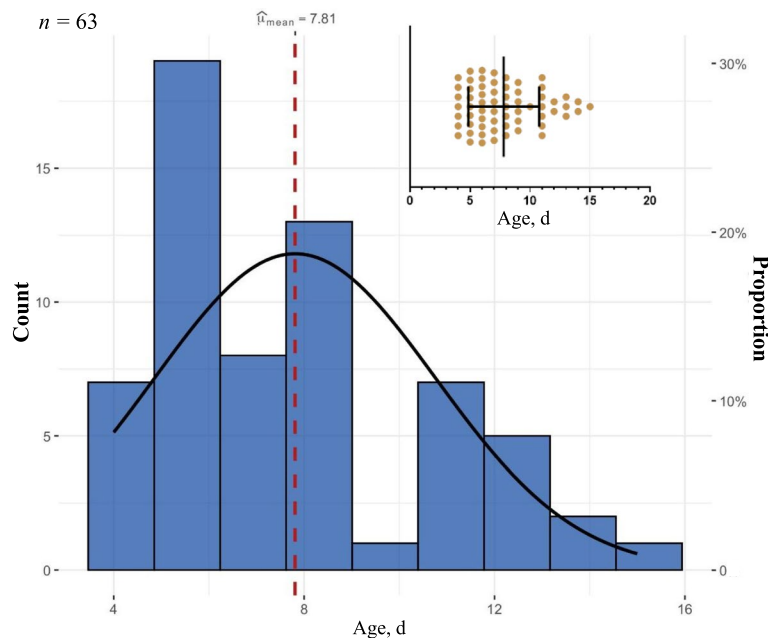 n = 63
μ̂mean = 7.81
30%
20%
10%
0
Proportion
15
10
5
0
Count
4 8 12 16
Age, d
0 5 10 15 20
Age, d